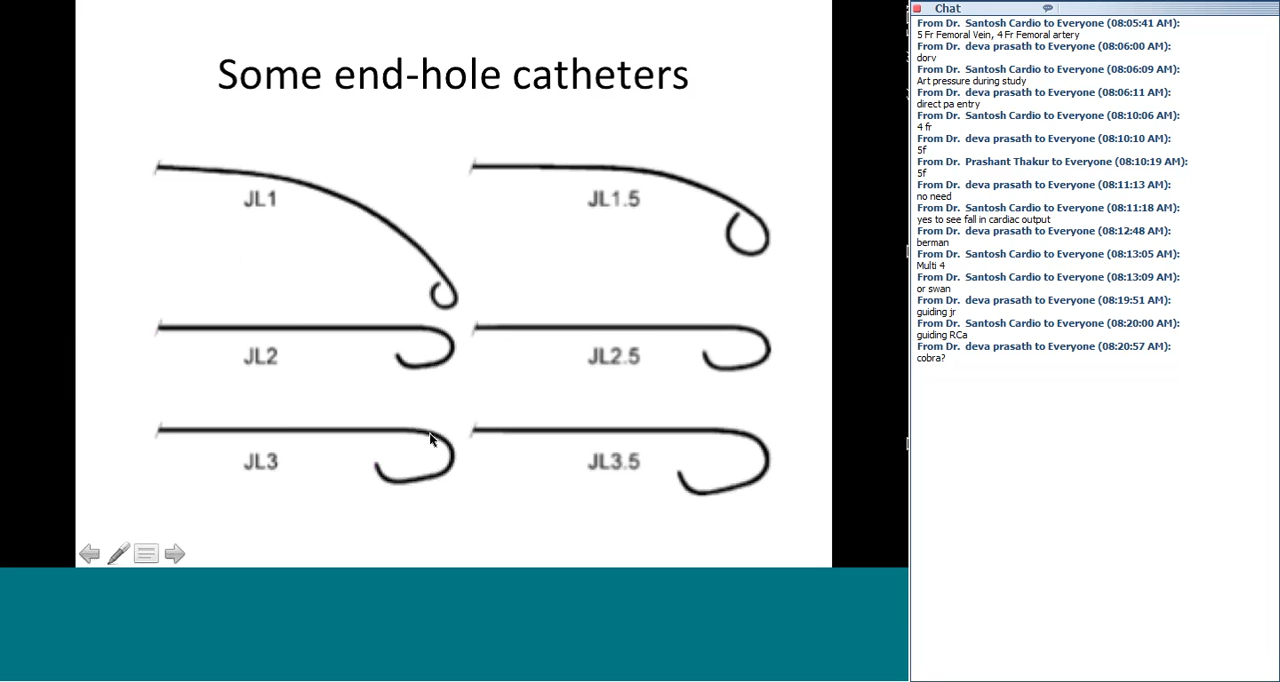 Some end-hole catheters
JL1
JL1.5
JL2
JL2.5
JL3
JL3.5
Chat
From Dr. Santosh Cardio to Everyone (08:05:41 AM):
5 Fr Femoral Vein, 4 Fr Femoral artery
From Dr. deva prasath to Everyone (08:06:00 AM):
dorv
From Dr. Santosh Cardio to Everyone (08:06:09 AM):
Art pressure during study
From Dr. deva prasath to Everyone (08:06:11 AM):
direct pa entry
From Dr. Santosh Cardio to Everyone (08:10:06 AM):
4 fr
From Dr. deva prasath to Everyone (08:10:10 AM):
5f
From Dr. Prashant Thakur to Everyone (08:10:19 AM):
5f
From Dr. deva prasath to Everyone (08:11:13 AM):
no need
From Dr. Santosh Cardio to Everyone (08:11:18 AM):
yes to see fall in cardiac output
From Dr. deva prasath to Everyone (08:12:48 AM):
berman
From Dr. Santosh Cardio to Everyone (08:13:05 AM):
Multi 4
From Dr. Santosh Cardio to Everyone (08:13:09 AM):
or swan
From Dr. deva prasath to Everyone (08:19:51 AM):
guiding jr
From Dr. Santosh Cardio to Everyone (08:20:00 AM):
guiding RCa
From Dr. deva prasath to Everyone (08:20:57 AM):
cobra?